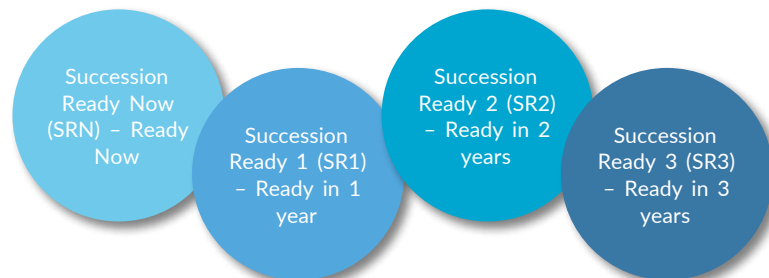 Succession
Ready Now
(SRN) – Ready
Now
Succession
Ready 1 (SR1)
– Ready in 1
year
Succession
Ready 2 (SR2)
– Ready in 2
years
Succession
Ready 3 (SR3)
– Ready in 3
years